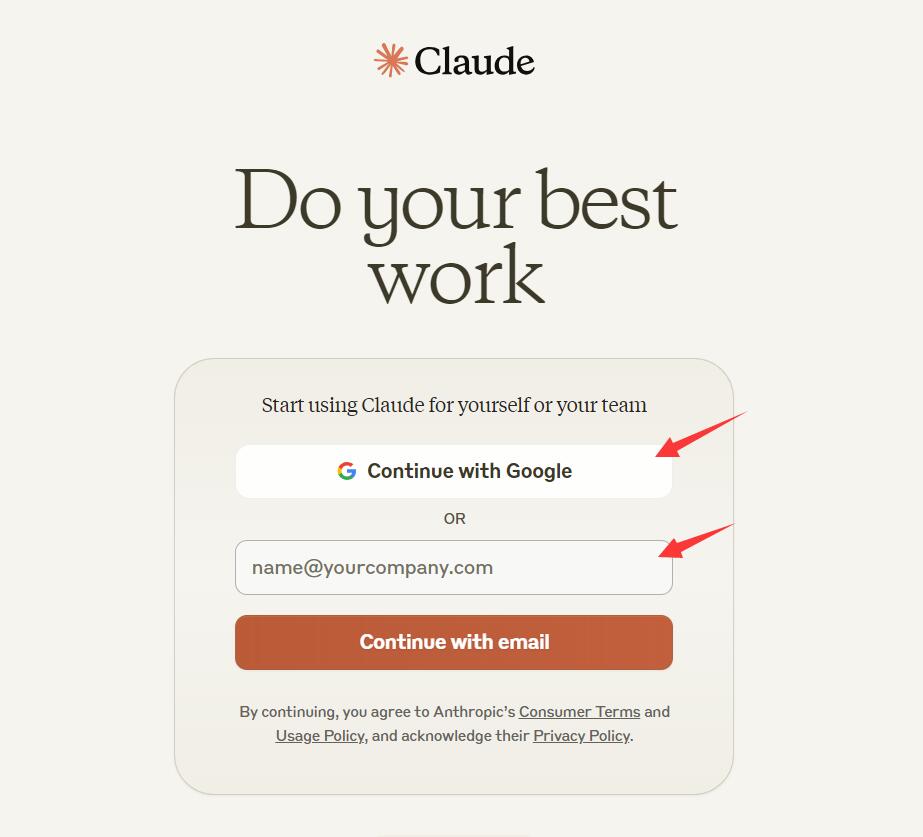 Claude
Do your best
work
Start using Claude for yourself or your team
Continue with Google
OR
name@yourcompany.com
Continue with email
By continuing, you agree to Anthropic’s Consumer Terms and
Usage Policy, and acknowledge their Privacy Policy.